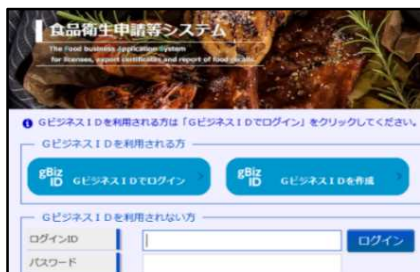 食品衛生申請等システム
The Food business Application System
for licenses, export certificates and report of food recalls.
GビジネスIDを利用される方は「GビジネスIDでログイン」をクリックしてください。
GビジネスIDを利用される方
gBiz ID GビジネスIDでログイン
gBiz ID GビジネスIDを作成
GビジネスIDを利用されない方
ログインID
ログイン
パスワード